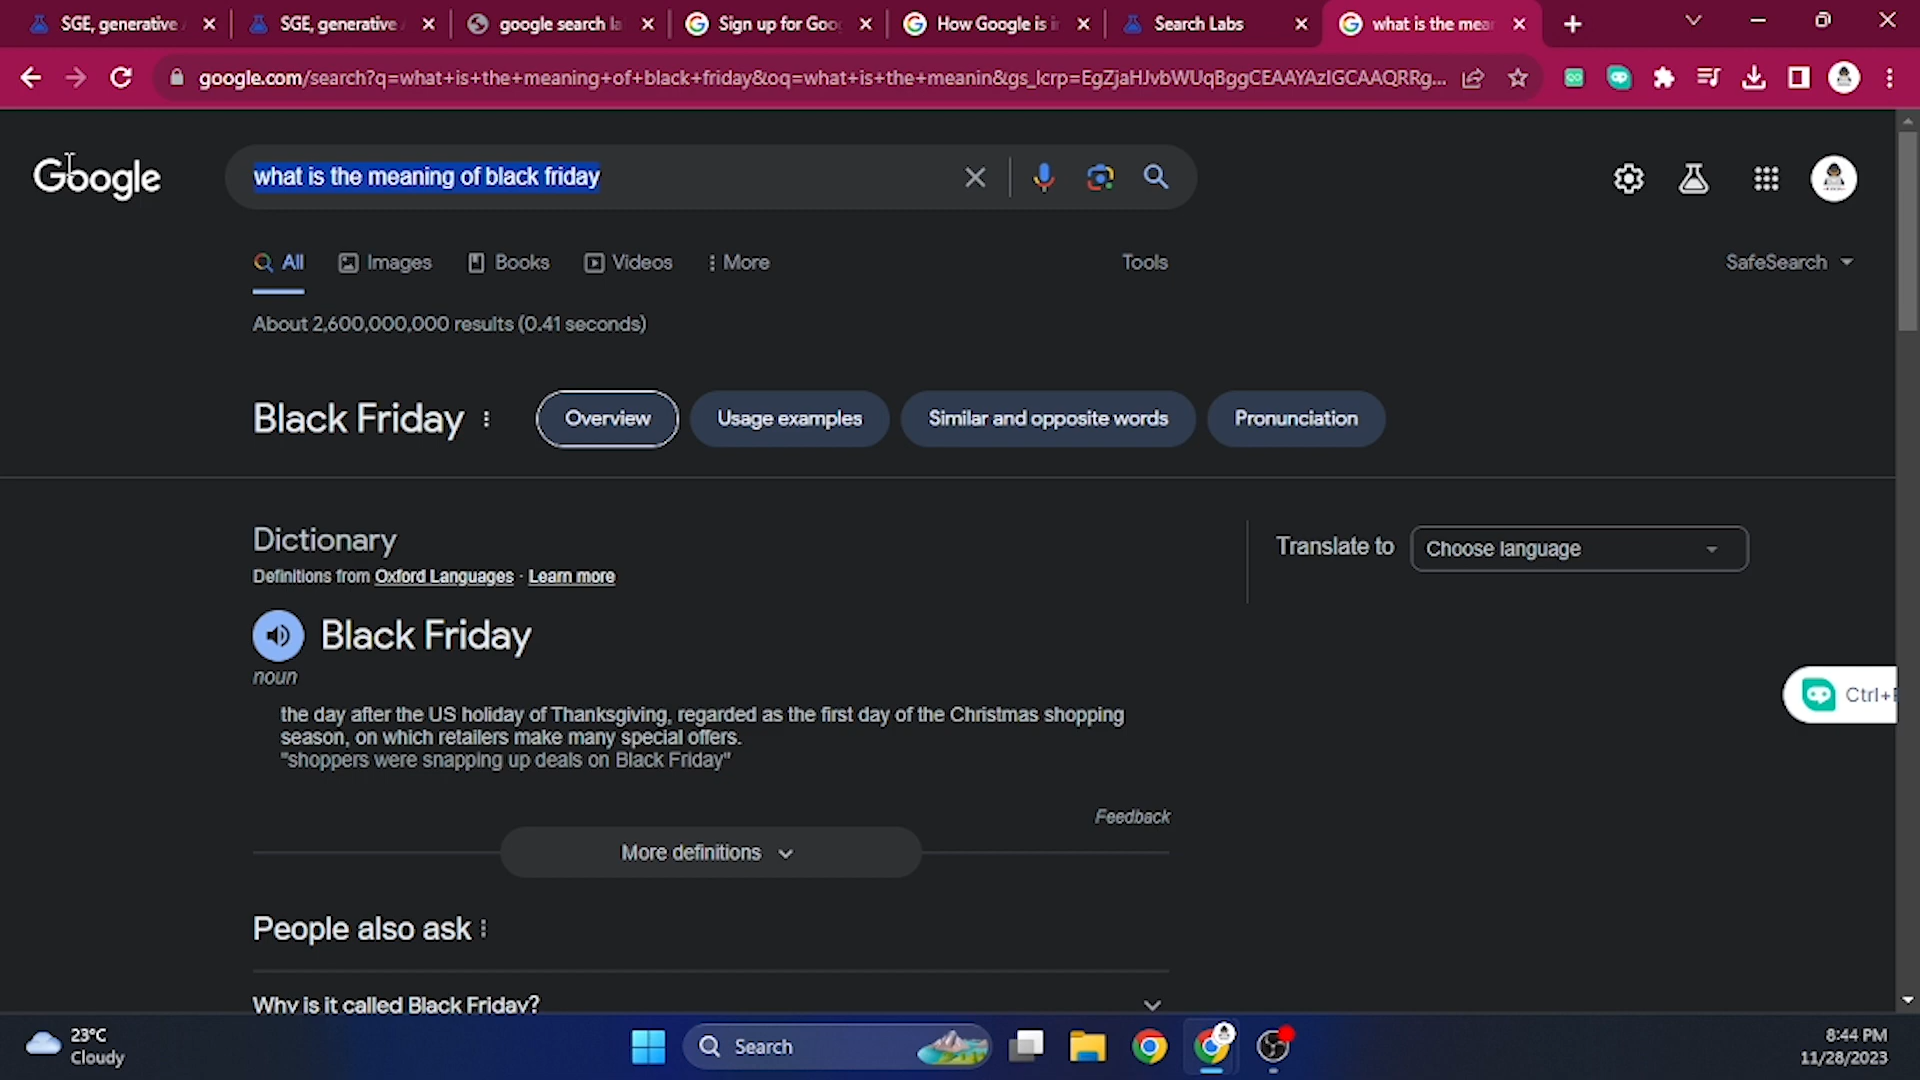 SGE, generative
SGE, generative
google search la
Sign up for Goo
How Google is i
Search Labs
what is the mea
google.com/search?q=what+is+the+meaning+of+black+friday&oq=what+is+the+meanin&gs_lcrp=EgZjaHJvbWUqBggCEAAYAzIGCAAQRRg...
Google
what is the meaning of black friday
All
Images
Books
Videos
More
Tools
SafeSearch
About 2,600,000,000 results (0.41 seconds)
Black Friday
Overview
Usage examples
Similar and opposite words
Pronunciation
Dictionary
Definitions from Oxford Languages · Learn more
Translate to
Choose language
Black Friday
noun
the day after the US holiday of Thanksgiving, regarded as the first day of the Christmas shopping
season, on which retailers make many special offers.
"shoppers were snapping up deals on Black Friday"
Ctrl+
Feedback
More definitions
People also ask
Why is it called Black Friday?
23°C
Cloudy
Search
8:44 PM
11/28/2023